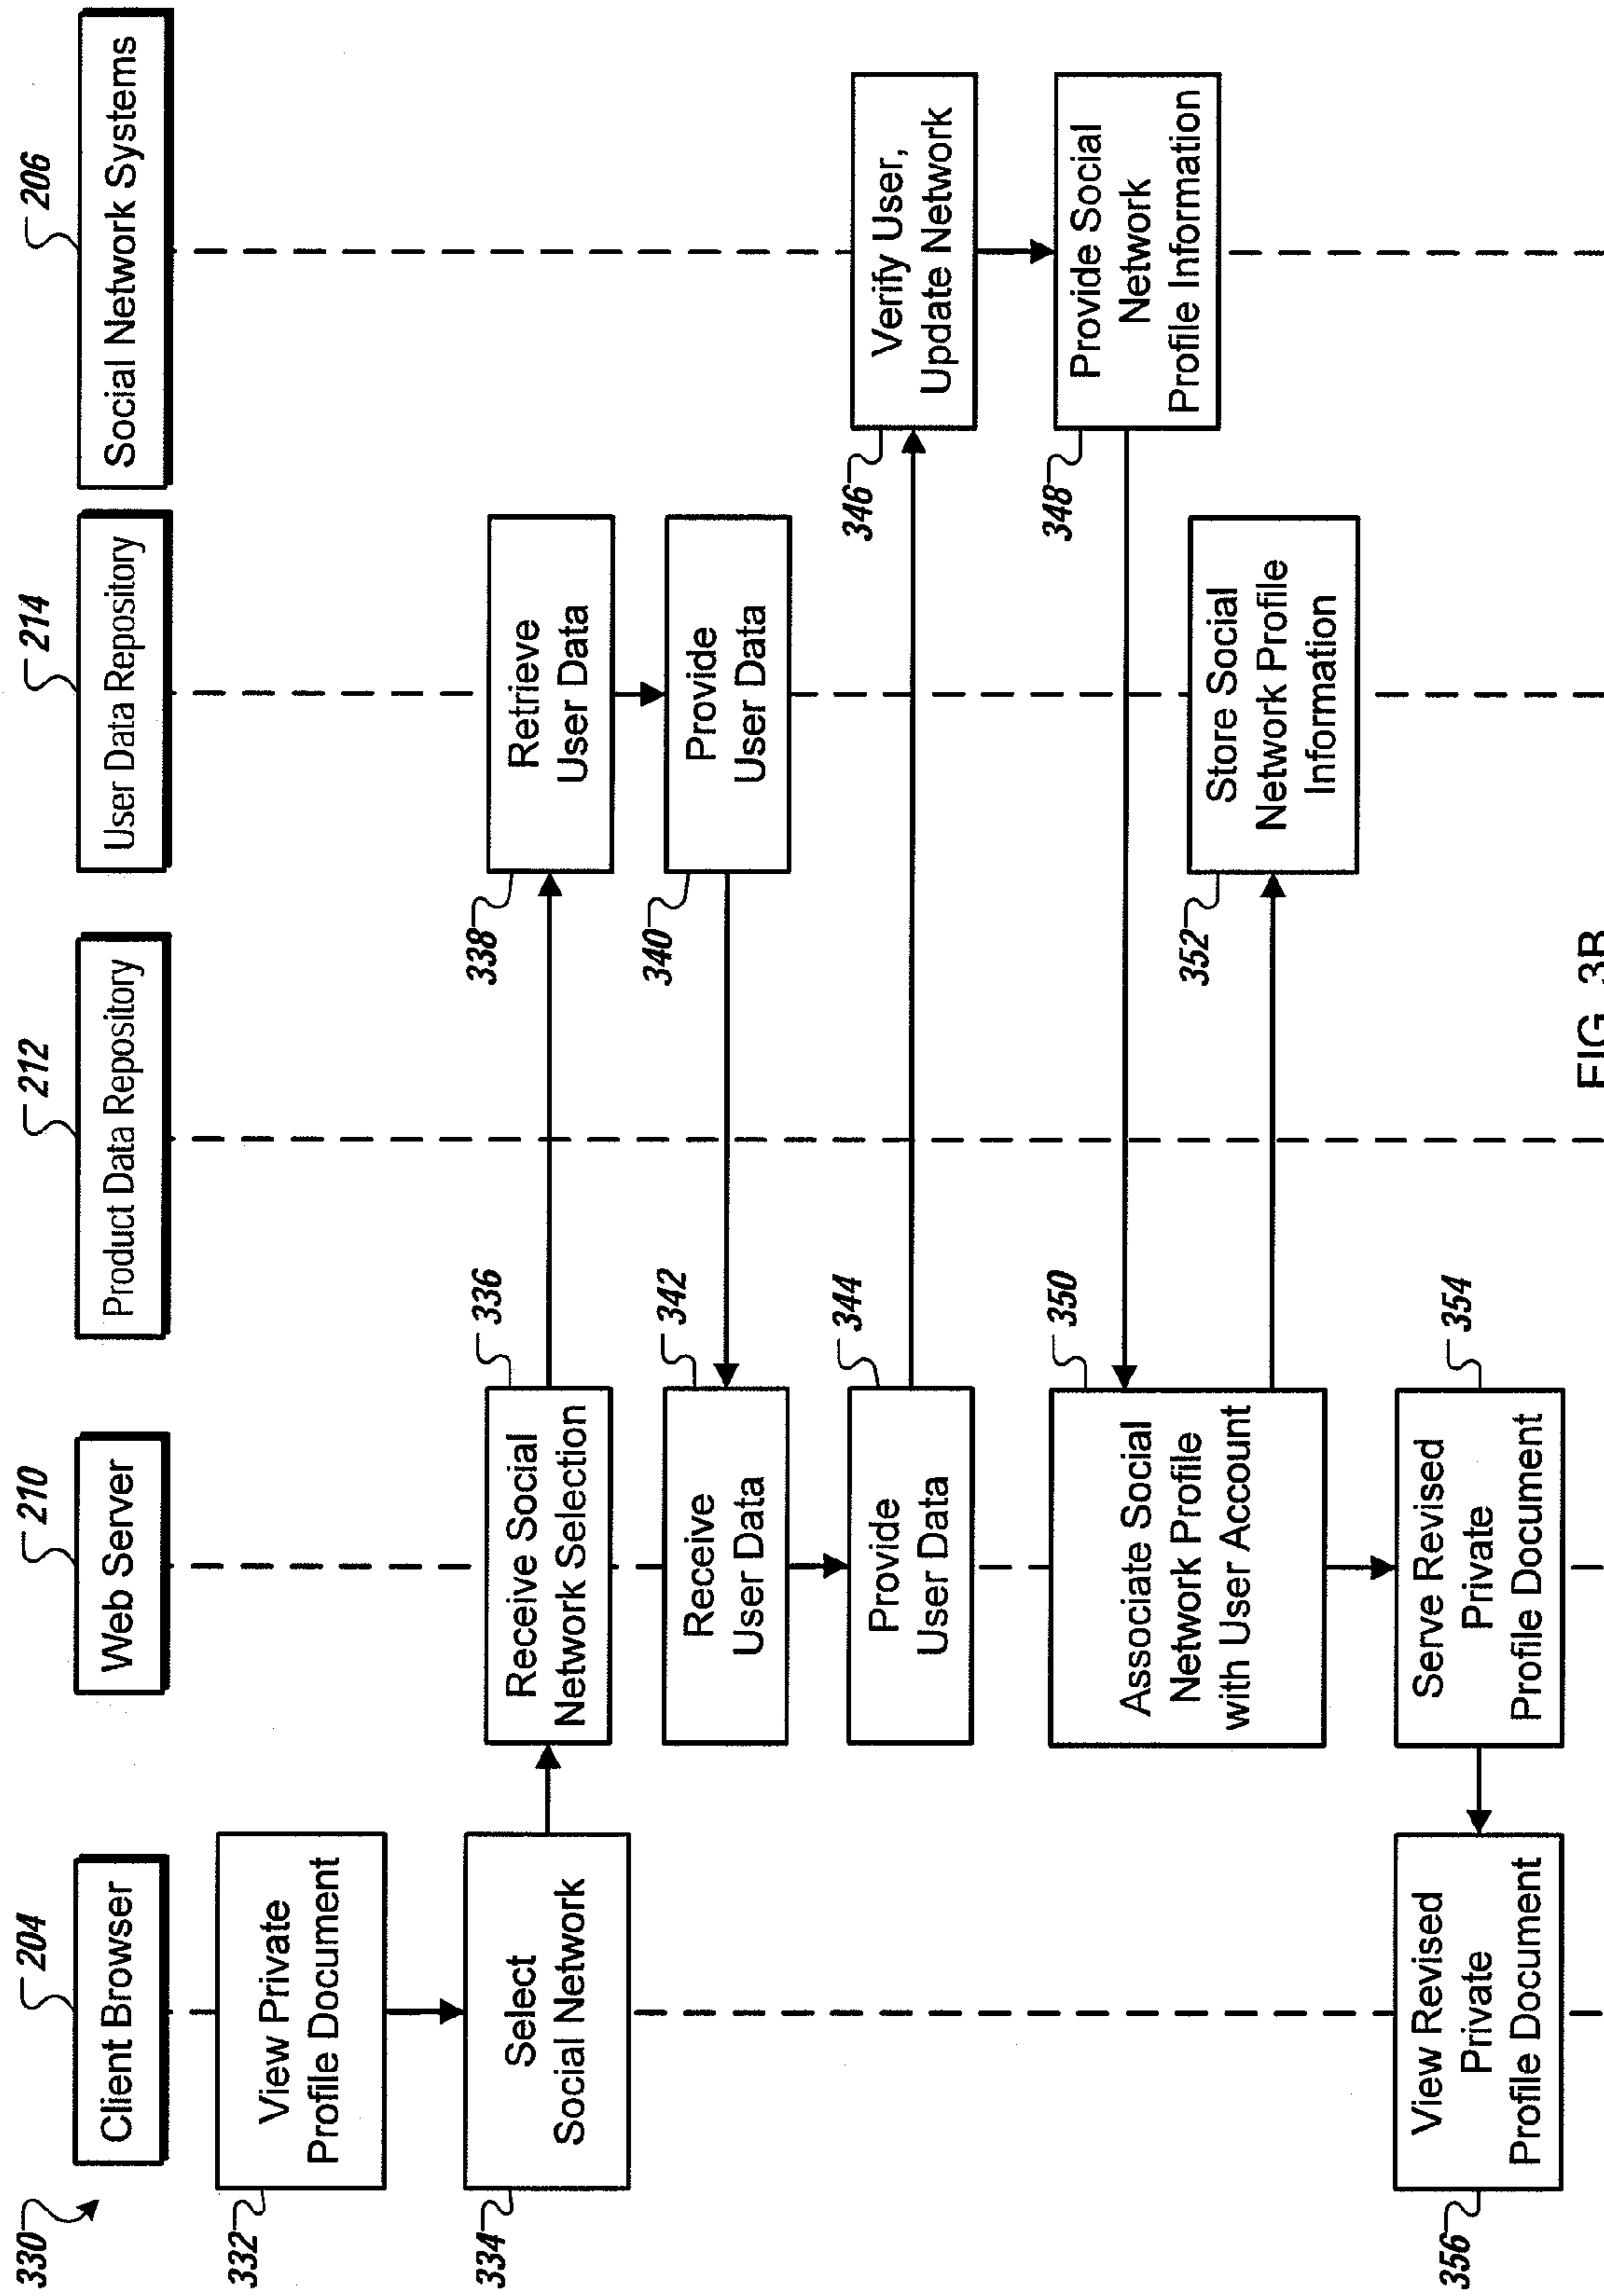 330
204
Client Browser
210
Web Server
212
Product Data Repository
214
User Data Repository
206
Social Network Systems
332
View Private
Profile Document
334
Select
Social Network
336
Receive Social
Network Selection
338
Retrieve
User Data
340
Provide
User Data
342
Receive
User Data
344
Provide
User Data
346
Verify User,
Update Network
348
Provide Social
Network
Profile Information
350
Associate Social
Network Profile
with User Account
352
Store Social
Network Profile
Information
354
Serve Revised
Private
Profile Document
356
View Revised
Private
Profile Document
FIG. 3B